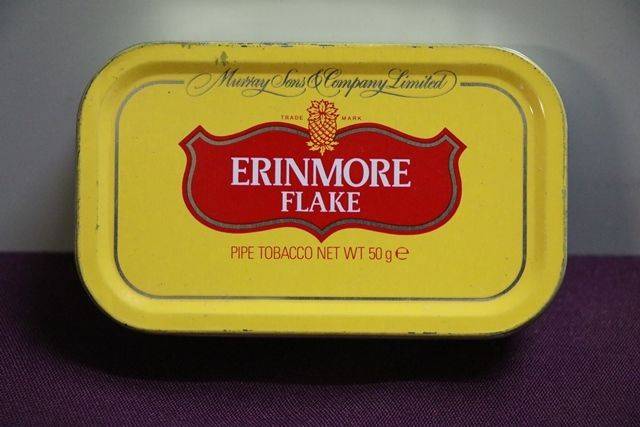 Murray Sons & Company Limited
TRADE MARK
ERINMORE
FLAKE
PIPE TOBACCO NET WT 50 g ℮